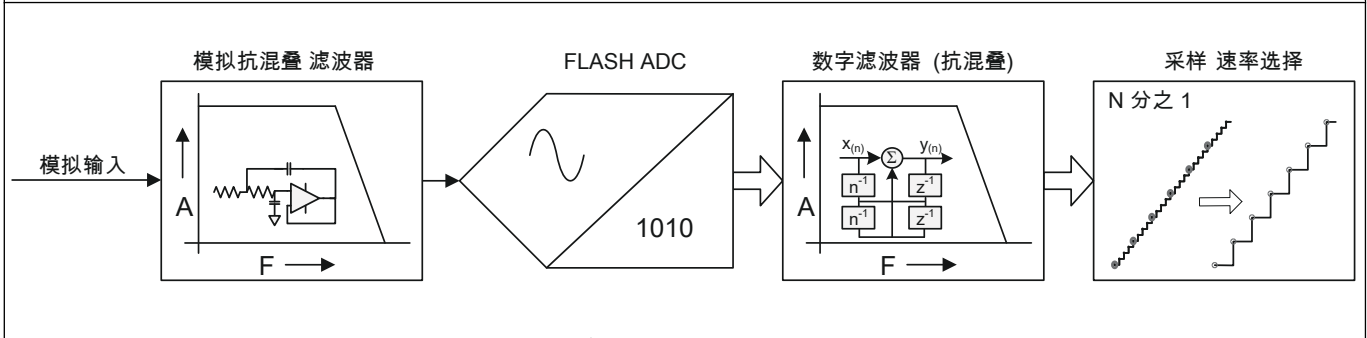 模拟抗混叠 滤波器
FLASH ADC
数字滤波器 (抗混叠)
采样 速率选择
模拟输入
A
F
1010
x(n)
y(n)
Σ
n-1
z-1
n-1
z-1
A
F
N 分之 1